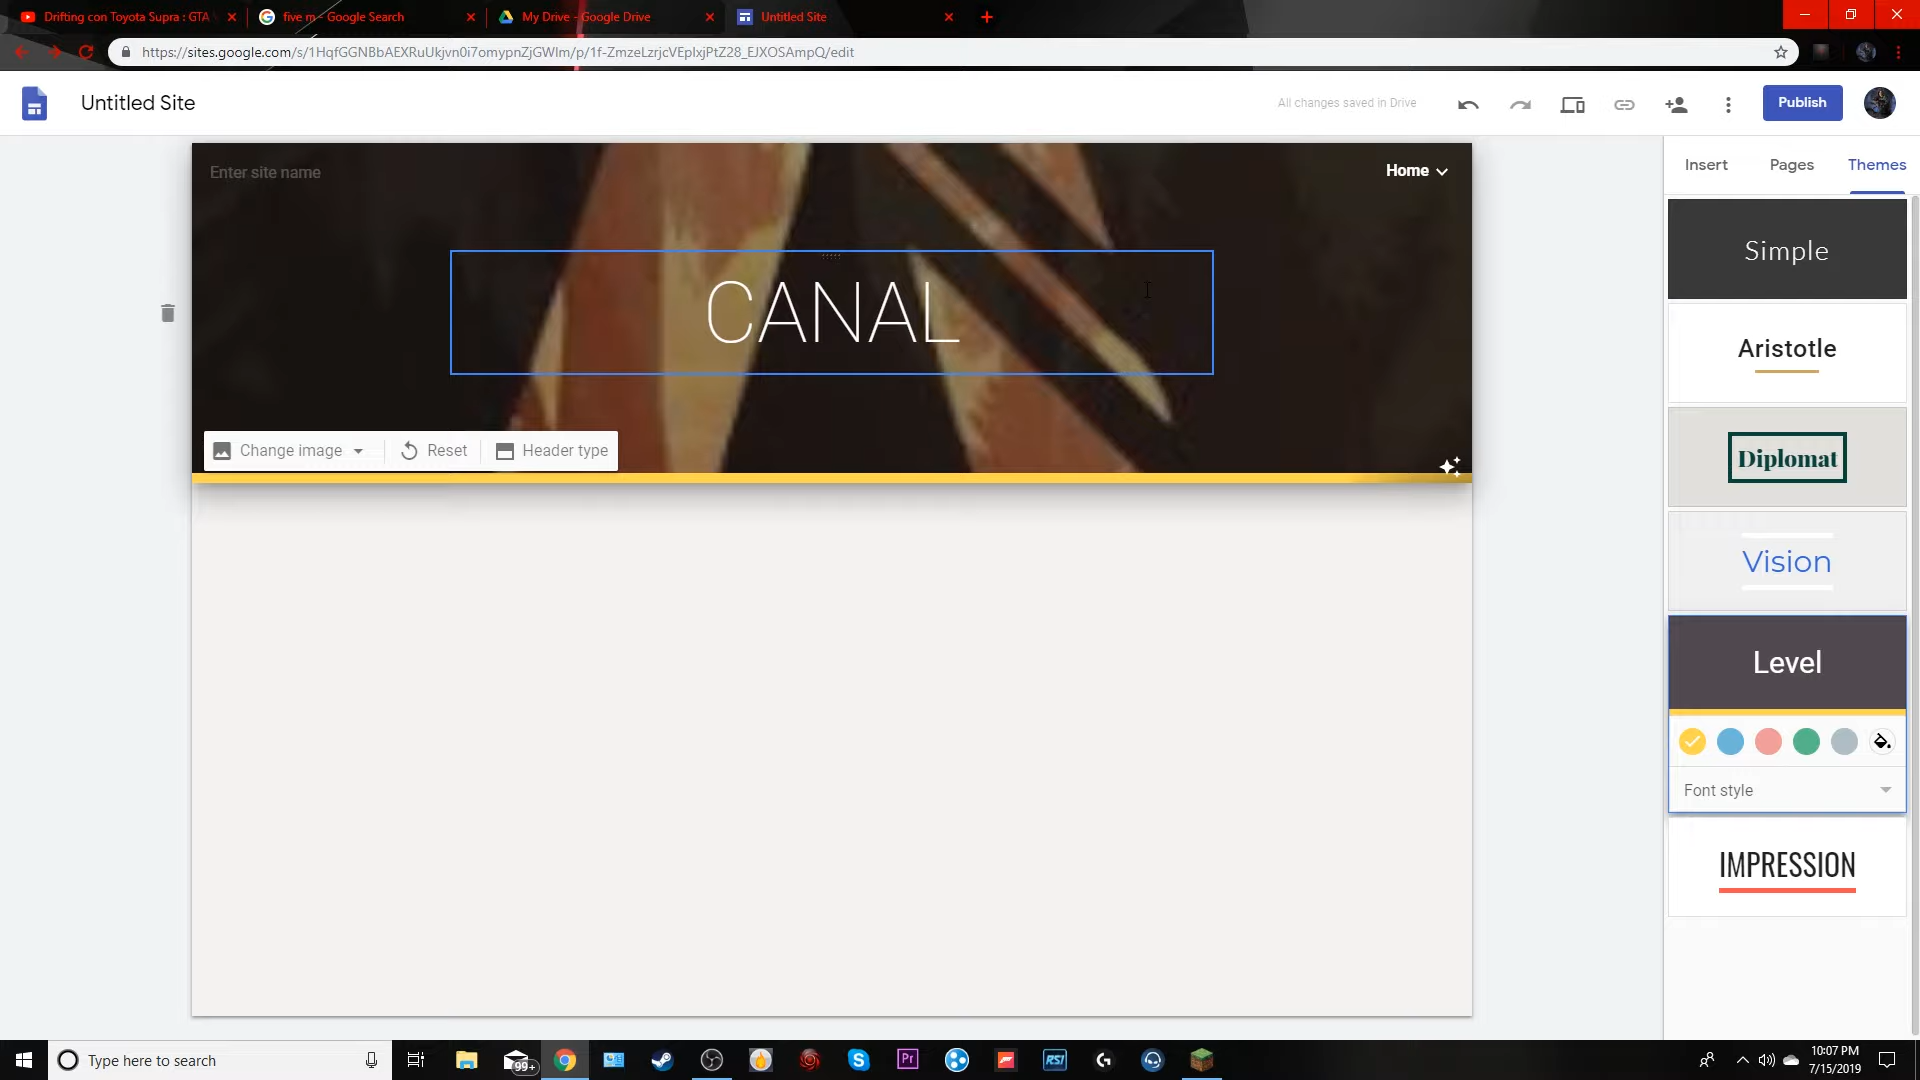 Drifting con Toyota Supra : GTA
five m - Google Search
My Drive - Google Drive
Untitled Site
https://sites.google.com/s/1HqfGGNBbAEXRuUkjvn0i7omypnZjGWlm/p/1f-ZmzeLzrjcVEpIxjPtZ28_EJXOSAmpQ/edit
Untitled Site
All changes saved in Drive
Publish
Insert
Pages
Themes
Enter site name
Home
CANAL
Change image
Reset
Header type
Simple
Aristotle
Diplomat
Vision
Level
Font style
IMPRESSION
Type here to search
99+
Pr
RSI
10:07 PM
7/15/2019